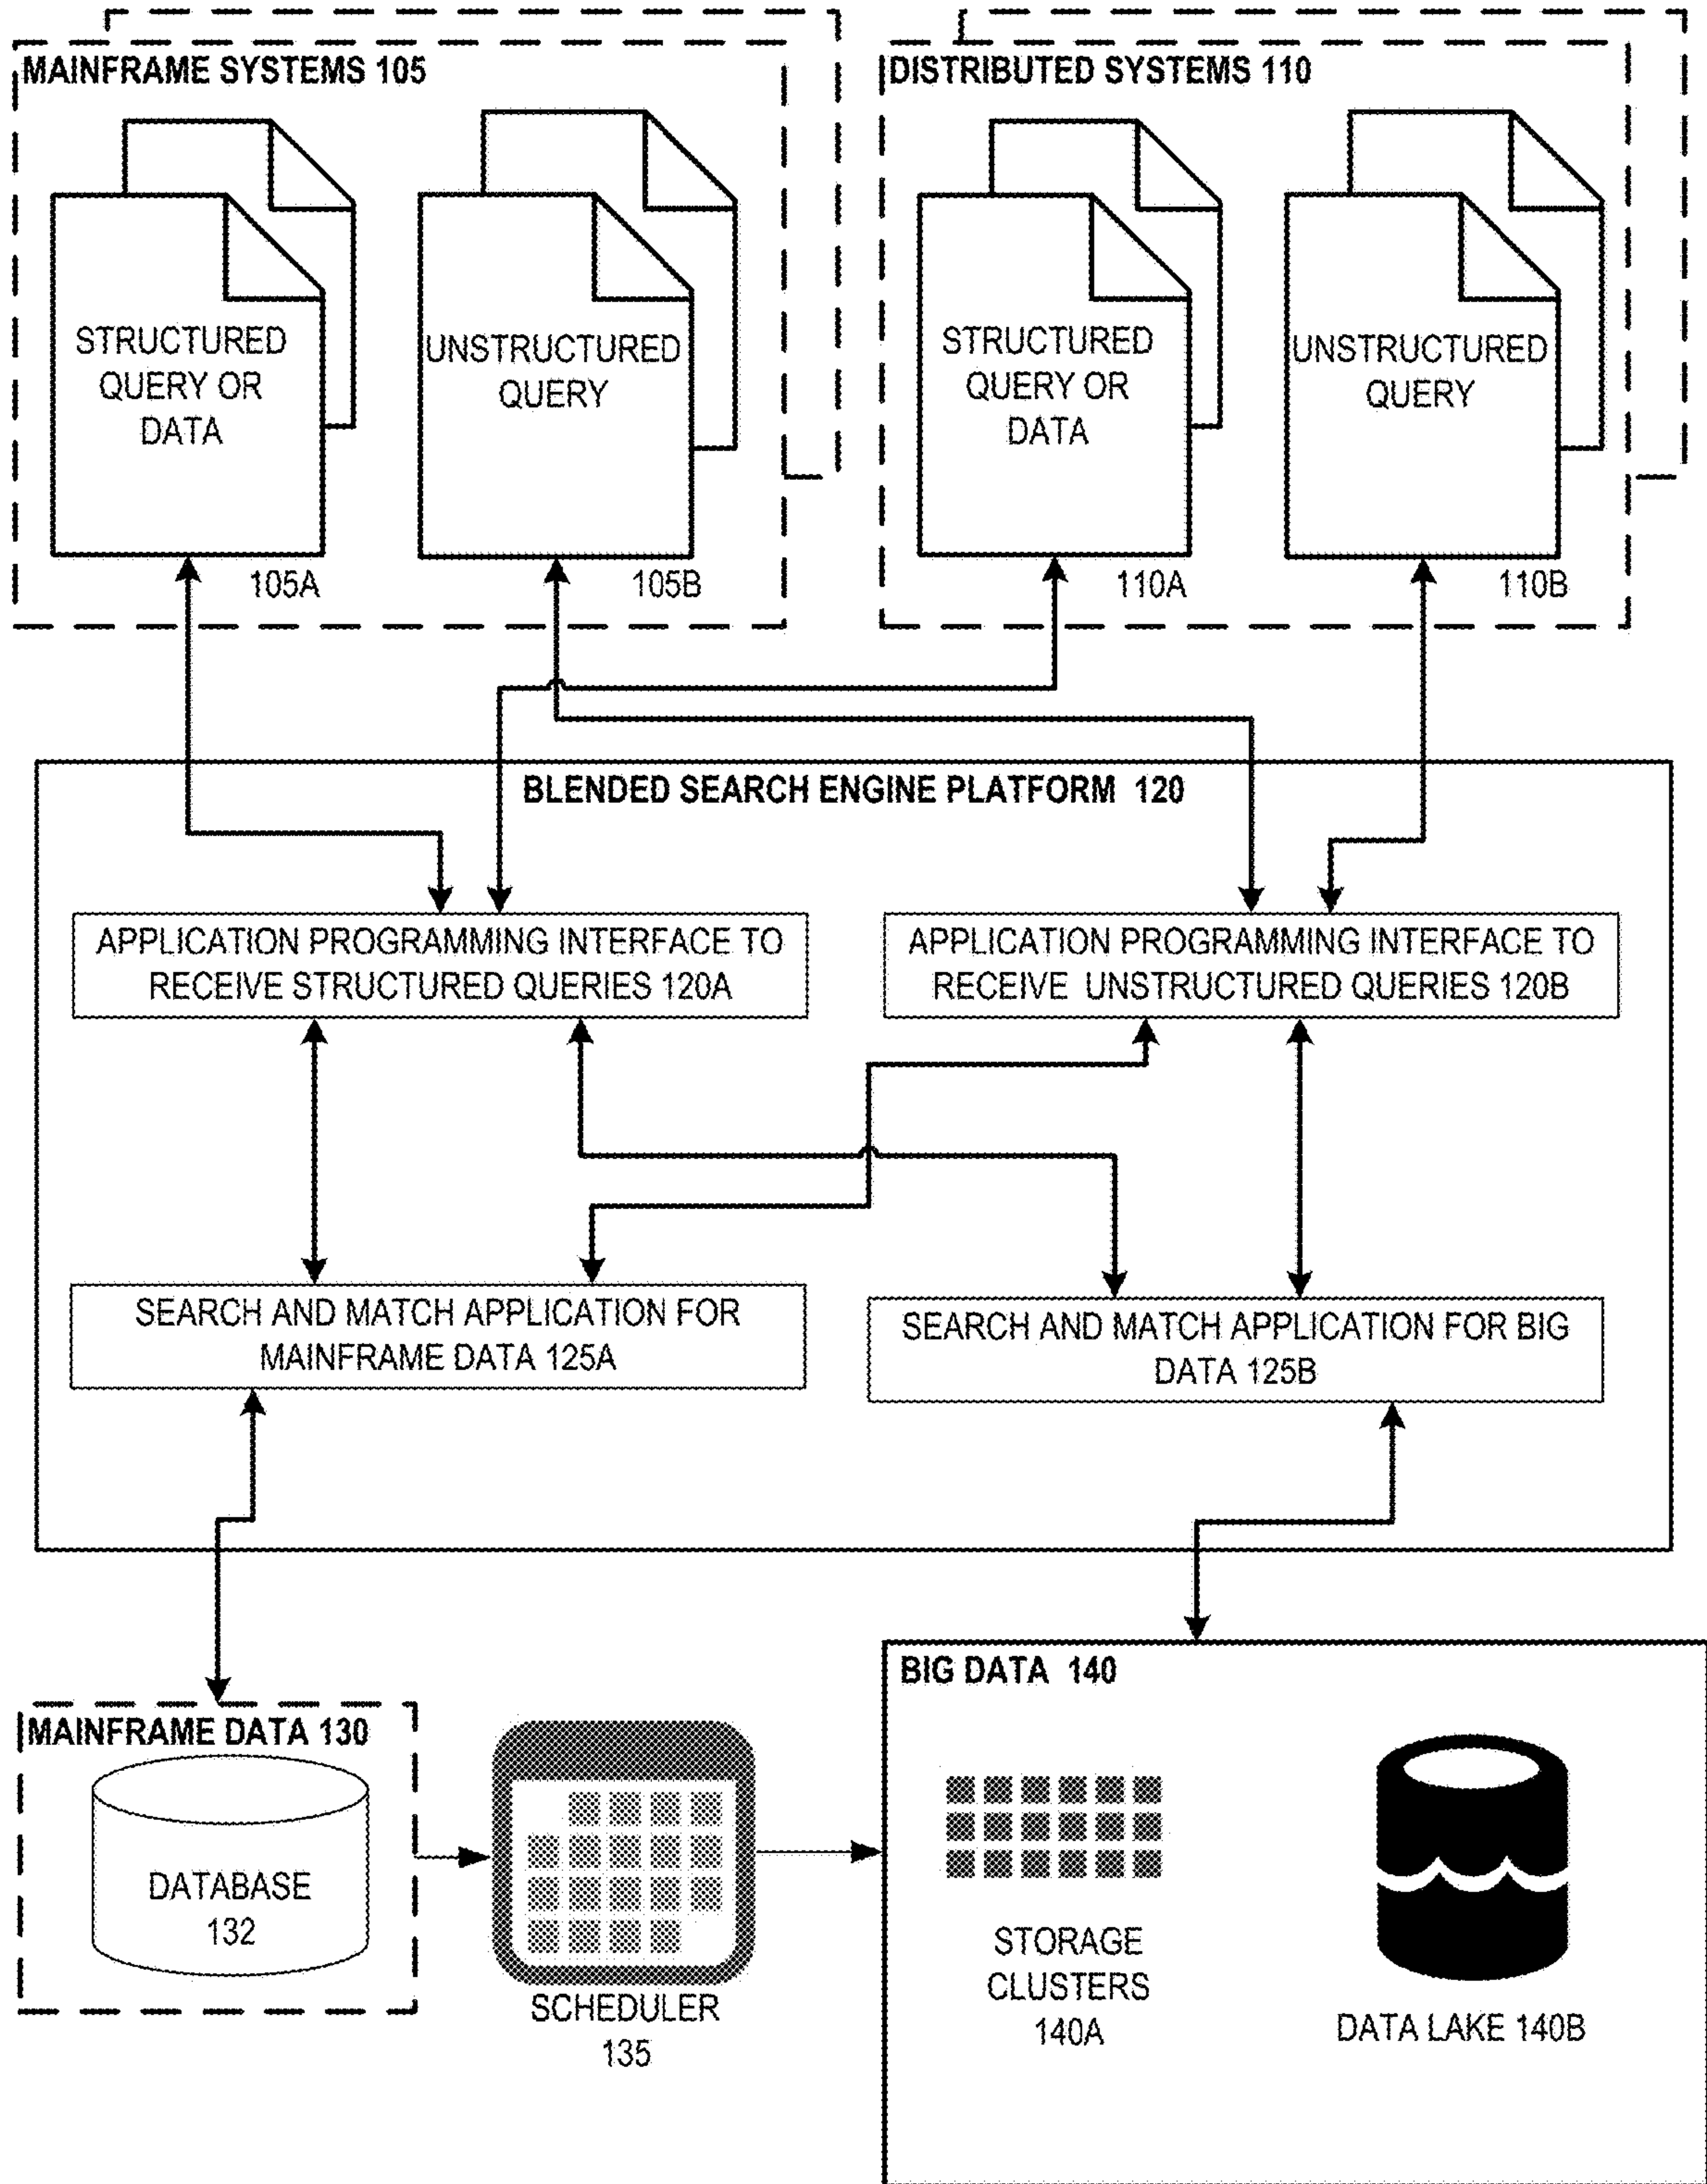 MAINFRAME SYSTEMS 105
DISTRIBUTED SYSTEMS 110
STRUCTURED
QUERY OR
DATA
105A
UNSTRUCTURED
QUERY
105B
STRUCTURED
QUERY OR
DATA
110A
UNSTRUCTURED
QUERY
110B
BLENDED SEARCH ENGINE PLATFORM 120
APPLICATION PROGRAMMING INTERFACE TO
RECEIVE STRUCTURED QUERIES 120A
APPLICATION PROGRAMMING INTERFACE TO
RECEIVE UNSTRUCTURED QUERIES 120B
SEARCH AND MATCH APPLICATION FOR
MAINFRAME DATA 125A
SEARCH AND MATCH APPLICATION FOR BIG
DATA 125B
MAINFRAME DATA 130
DATABASE
132
SCHEDULER
135
BIG DATA 140
STORAGE
CLUSTERS
140A
DATA LAKE 140B